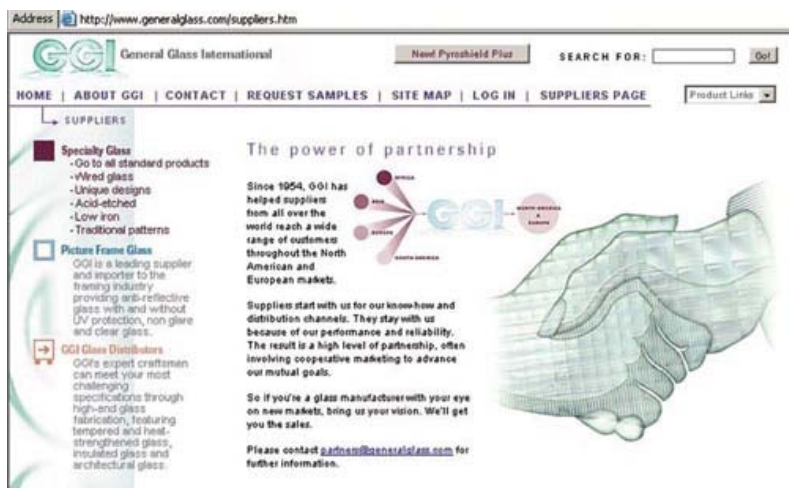 Address http://www.generalglass.com/suppliers.htm
GGI General Glass International
New! Pyroshield Plus
SEARCH FOR:
Go!
HOME | ABOUT GGI | CONTACT | REQUEST SAMPLES | SITE MAP | LOG IN | SUPPLIERS PAGE
Product Links
SUPPLIERS
Specialty Glass
-Go to all standard products
-Wired glass
-Unique designs
-Acid-etched
-Low iron
-Traditional patterns
Picture Frame Glass
GGI is a leading supplier
and importer to the
framing industry
providing anti-reflective
glass with and without
UV protection, non glare
and clear glass.
GGI Glass Distributors
GGI's expert craftsmen
can meet your most
challenging
specifications through
high-end glass
fabrication, featuring
tempered and heat-
strengthened glass,
insulated glass and
architectural glass.
The power of partnership
Since 1954, GGI has
helped suppliers
from all over the
world reach a wide
range of customers
throughout the North
American and
European markets.
AFRICA
ASIA
EUROPE
SOUTH AMERICA
GGI
NORTH AMERICA
&
EUROPE
Suppliers start with us for our know-how and
distribution channels. They stay with us
because of our performance and reliability.
The result is a high level of partnership, often
involving cooperative marketing to advance
our mutual goals.
So if you're a glass manufacturer with your eye
on new markets, bring us your vision. We'll get
you the sales.
Please contact partners@generalglass.com for
further information.